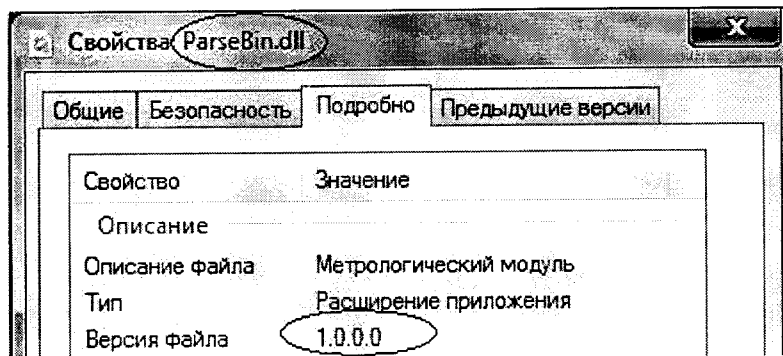 Свойства: ParseBin.dll
X
Общие Безопасность Подробно Предыдущие версии
Свойство Значение
Описание
Описание файла Метрологический модуль
Тип Расширение приложения
Версия файла 1.0.0.0